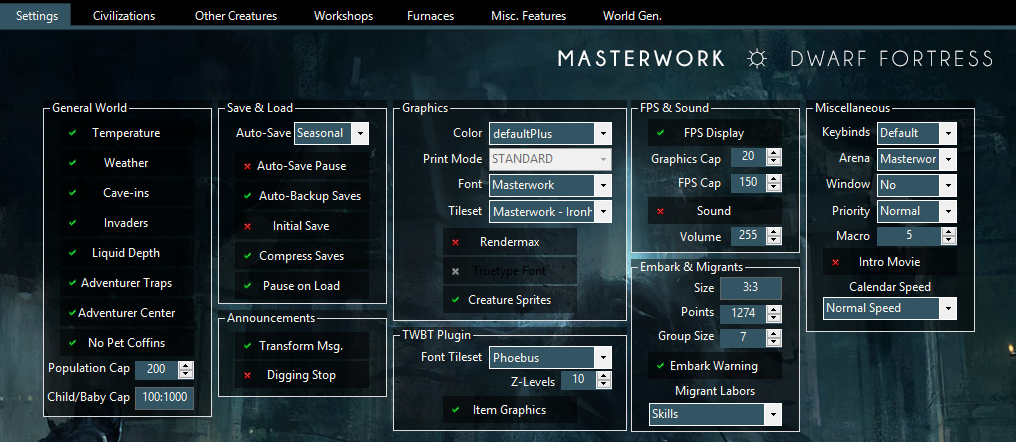 Settings Civilizations Other Creatures Workshops Furnaces Misc. Features World Gen.
MASTERWORK DWARF FORTRESS
General World
Temperature
Weather
Cave-ins
Invaders
Liquid Depth
Adventurer Traps
Adventurer Center
No Pet Coffins
Population Cap 200
Child/Baby Cap 100:1000
Save & Load
Auto-Save Seasonal
Auto-Save Pause
Auto-Backup Saves
Initial Save
Compress Saves
Pause on Load
Announcements
Transform Msg.
Digging Stop
Graphics
Color defaultPlus
Print Mode STANDARD
Font Masterwork
Tileset Masterwork - Ironh
Rendermax
Truetype Font
Creature Sprites
TWBT Plugin
Font Tileset Phoebus
Z-Levels 10
Item Graphics
FPS & Sound
FPS Display
Graphics Cap 20
FPS Cap 150
Sound
Volume 255
Embark & Migrants
Size 3:3
Points 1274
Group Size 7
Embark Warning
Migrant Labors
Skills
Miscellaneous
Keybinds Default
Arena Masterwor
Window No
Priority Normal
Macro 5
Intro Movie
Calendar Speed
Normal Speed